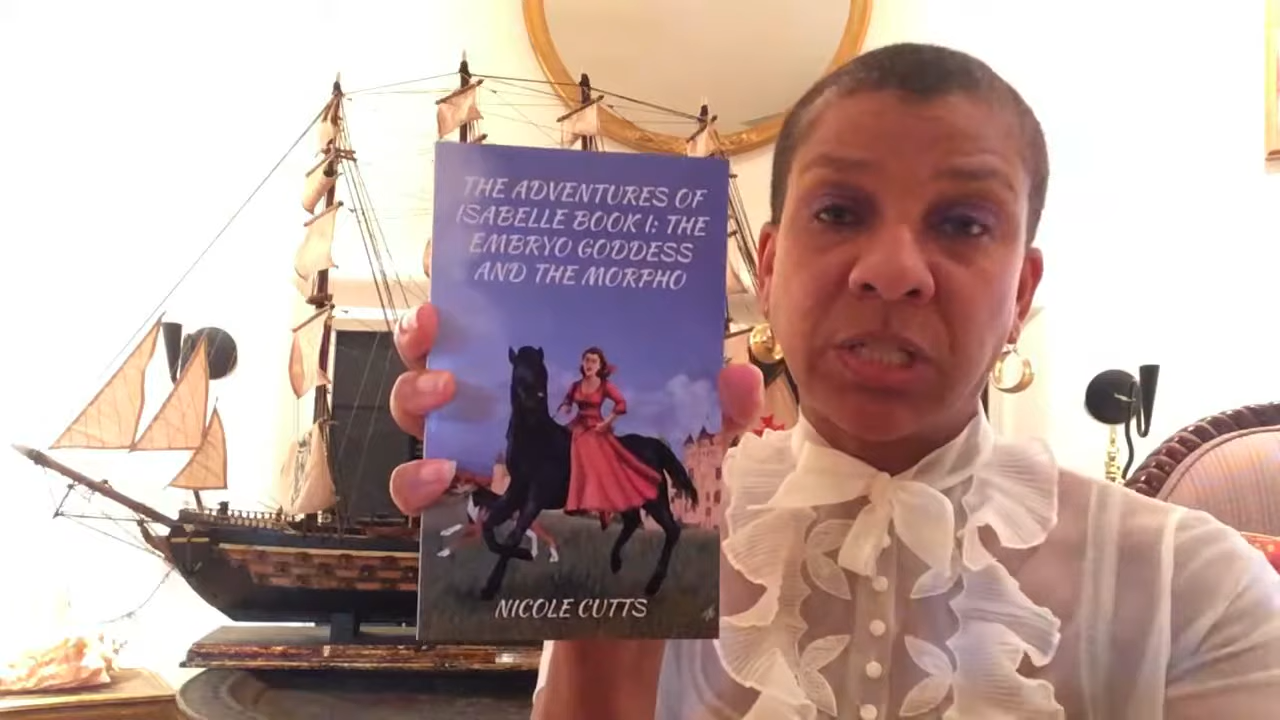 THE ADVENTURES OF
ISABELLE BOOK I: THE
EMBRYO GODDESS
AND THE MORPHO
NICOLE CUTTS